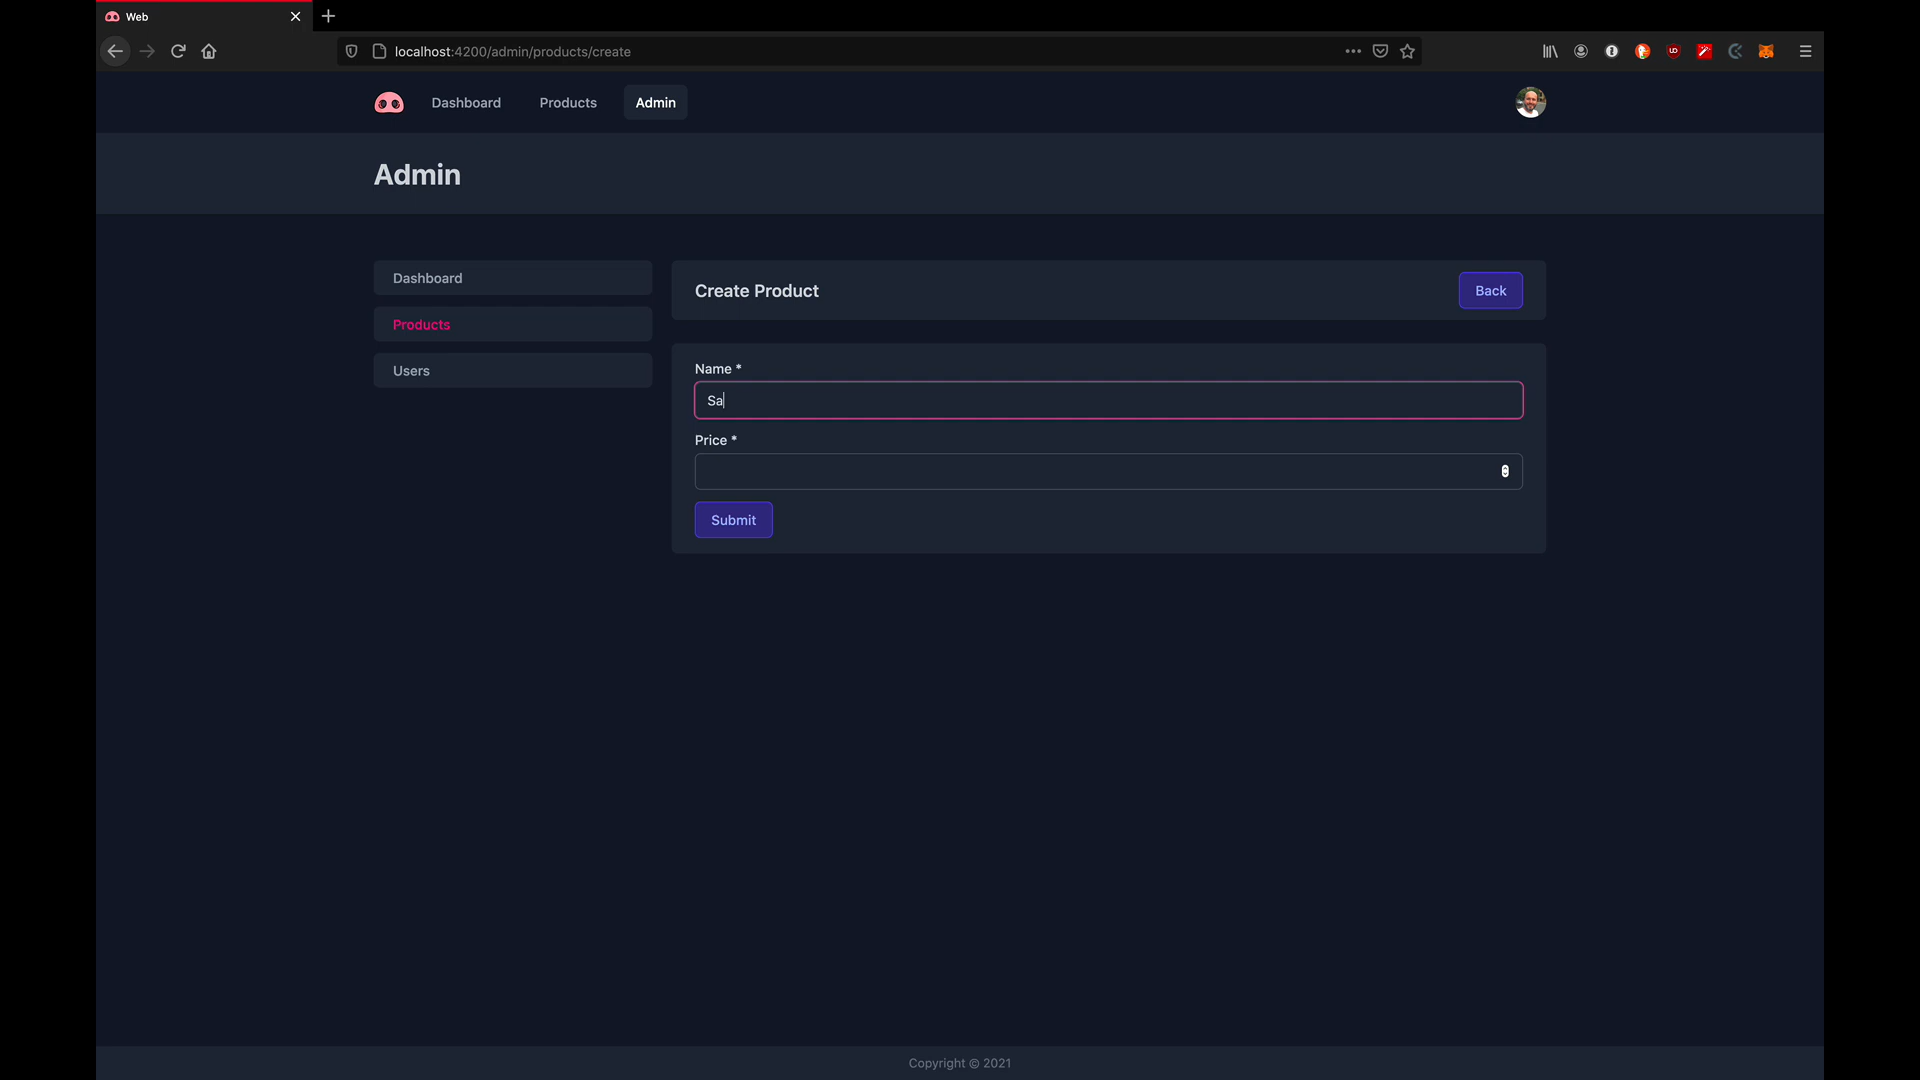 Web
localhost:4200/admin/products/create
Dashboard
Products
Admin
Admin
Dashboard
Products
Users
Create Product
Back
Name *
Sa
Price *
Submit
Copyright © 2021